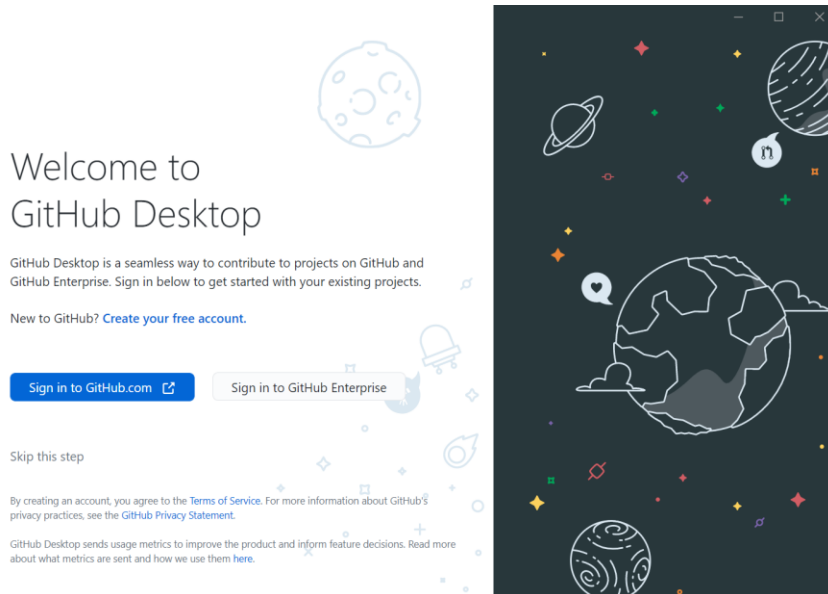 Welcome to
GitHub Desktop
GitHub Desktop is a seamless way to contribute to projects on GitHub and
GitHub Enterprise. Sign in below to get started with your existing projects.
New to GitHub? Create your free account.
Sign in to GitHub.com
Sign in to GitHub Enterprise
Skip this step
By creating an account, you agree to the Terms of Service. For more information about GitHub's
privacy practices, see the GitHub Privacy Statement.
GitHub Desktop sends usage metrics to improve the product and inform feature decisions. Read more
about what metrics are sent and how we use them here.